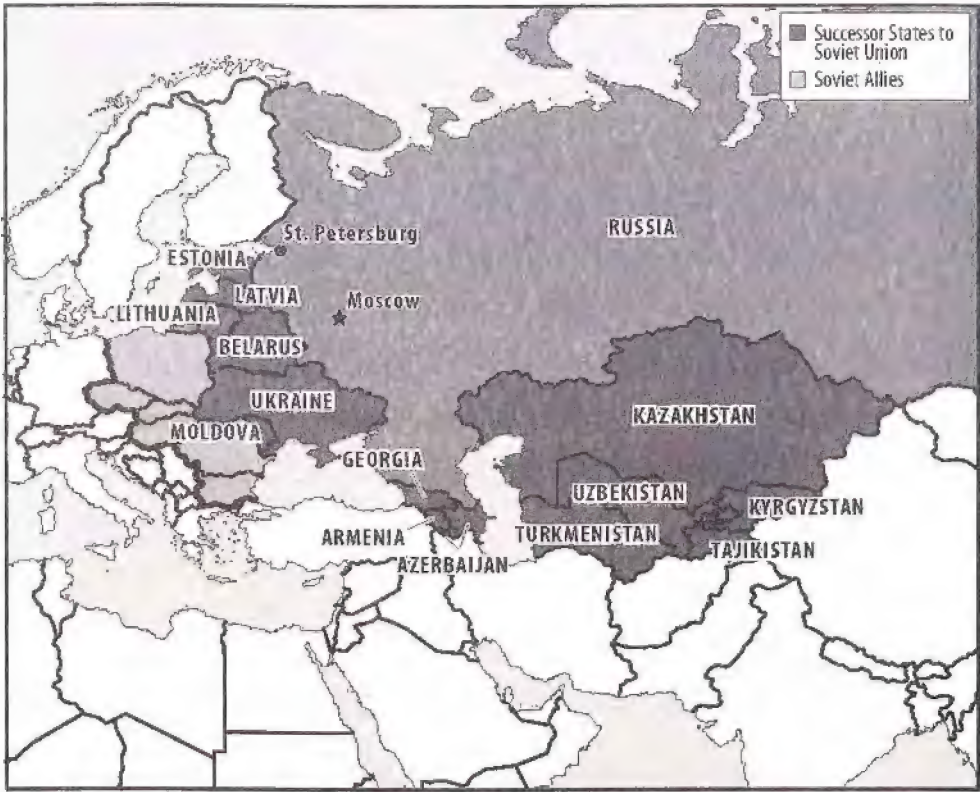 Successor States to
Soviet Union
Soviet Allies
RUSSIA
St. Petersburg
ESTONIA
LATVIA
Moscow
LITHUANIA
BELARUS
UKRAINE
KAZAKHSTAN
MOLDOVA
GEORGIA
UZBEKISTAN
KYRGYZSTAN
ARMENIA
TURKMENISTAN
TAJIKISTAN
AZERBAIJAN